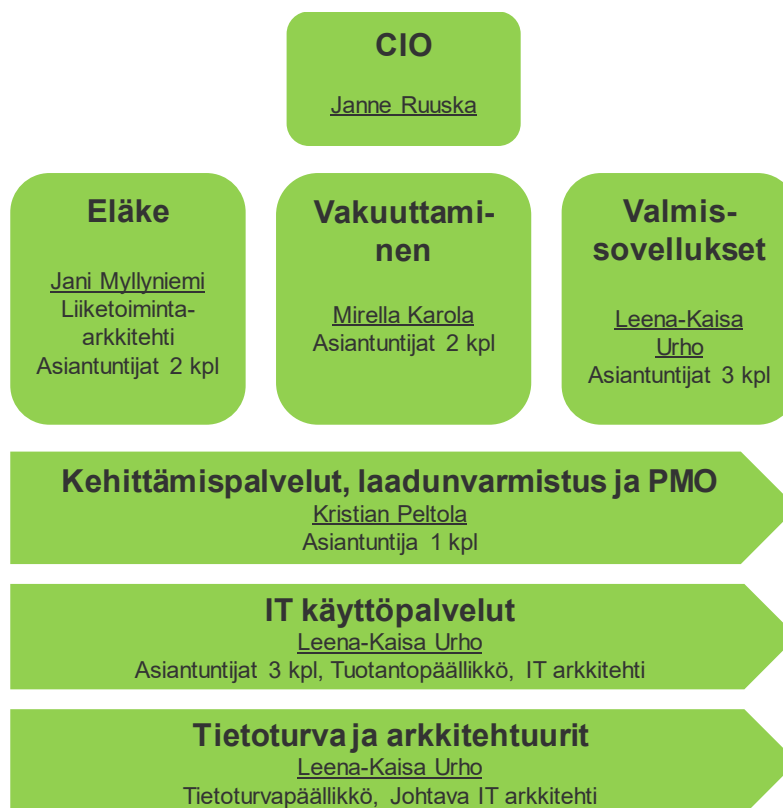 CIO
Janne Ruuska
Eläke
Jani Myllyniemi
Liiketoiminta-
arkkitehti
Asiantuntijat 2 kpl
Vakuuttami-
nen
Mirella Karola
Asiantuntijat 2 kpl
Valmis-
sovellukset
Leena-Kaisa
Urho
Asiantuntijat 3 kpl
Kehittämispalvelut, laadunvarmistus ja PMO
Kristian Peltola
Asiantuntija 1 kpl
IT käyttöpalvelut
Leena-Kaisa Urho
Asiantuntijat 3 kpl, Tuotantopäällikkö, IT arkkitehti
Tietoturva ja arkkitehtuurit
Leena-Kaisa Urho
Tietoturvapäällikkö, Johtava IT arkkitehti